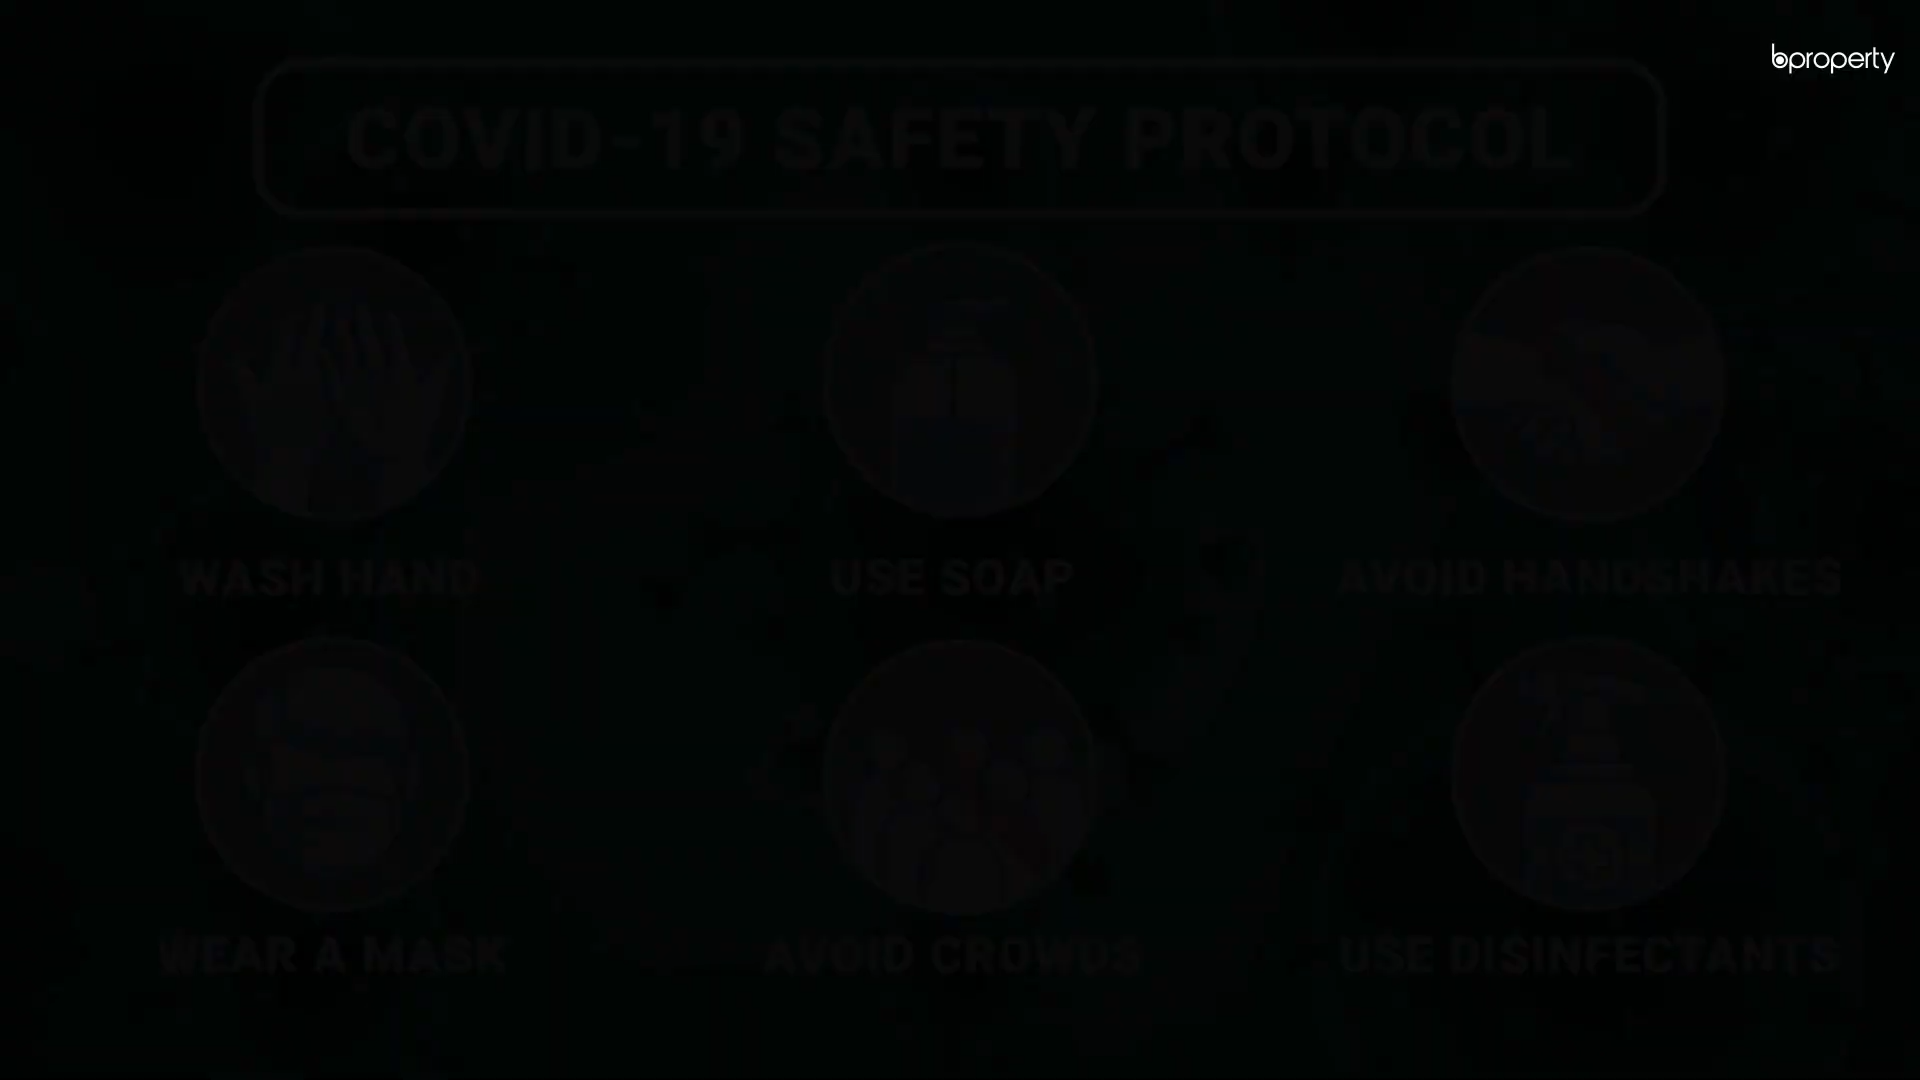 bproperty
COVID-19 SAFETY PROTOCOL
WASH HAND
USE SOAP
AVOID HANDSHAKES
WEAR A MASK
AVOID CROWDS
USE DISINFECTANTS